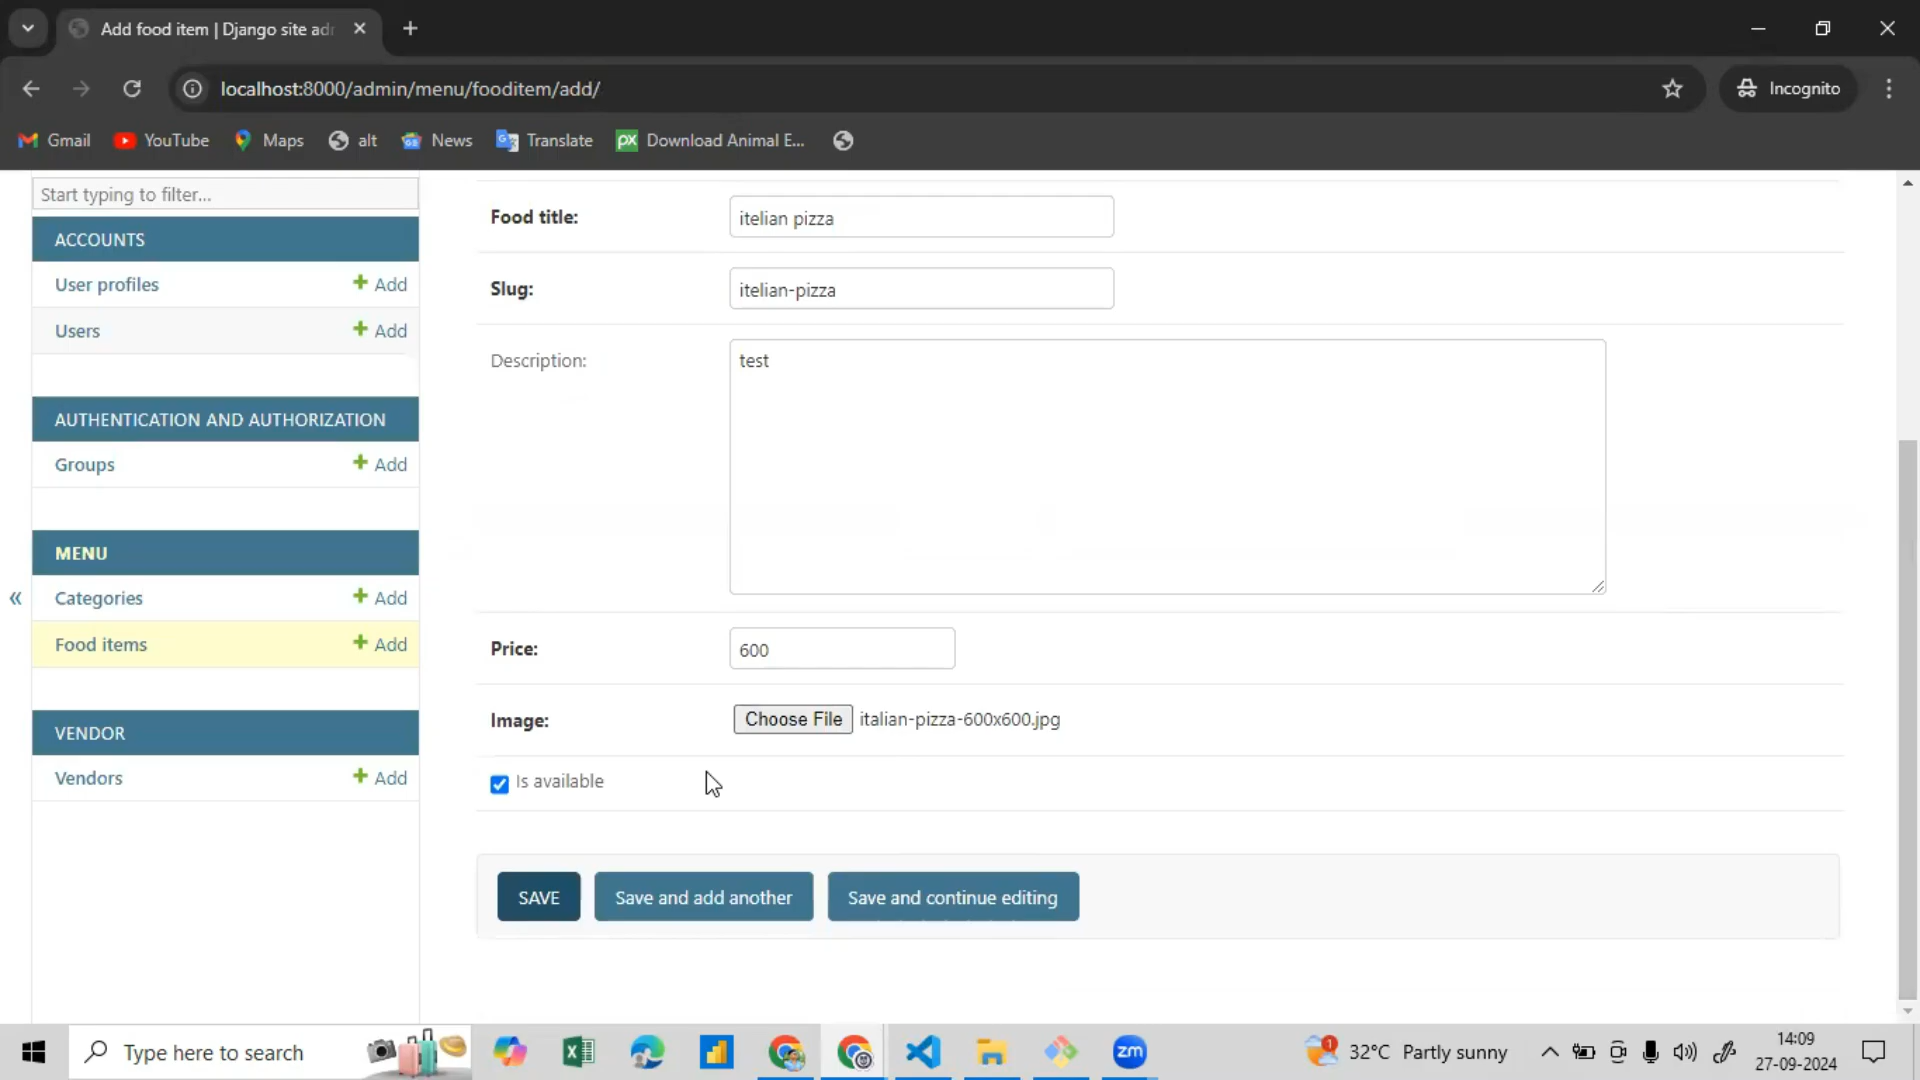 Add food item | Django site ad
localhost:8000/admin/menu/fooditem/add/
Incognito
Gmail
YouTube
Maps
alt
News
Translate
px
Download Animal E...
Start typing to filter...
Food title:
itelian pizza
ACCOUNTS
Slug:
itelian-pizza
User profiles
Add
Users
Add
Description:
test
AUTHENTICATION AND AUTHORIZATION
Groups
Add
MENU
Categories
Add
Food items
Add
Price:
600
Image:
Choose File italian-pizza-600x600.jpg
VENDOR
Vendors
Add
Is available
SAVE
Save and add another
Save and continue editing
Type here to search
zm
1
32°C Partly sunny
14:09
27-09-2024